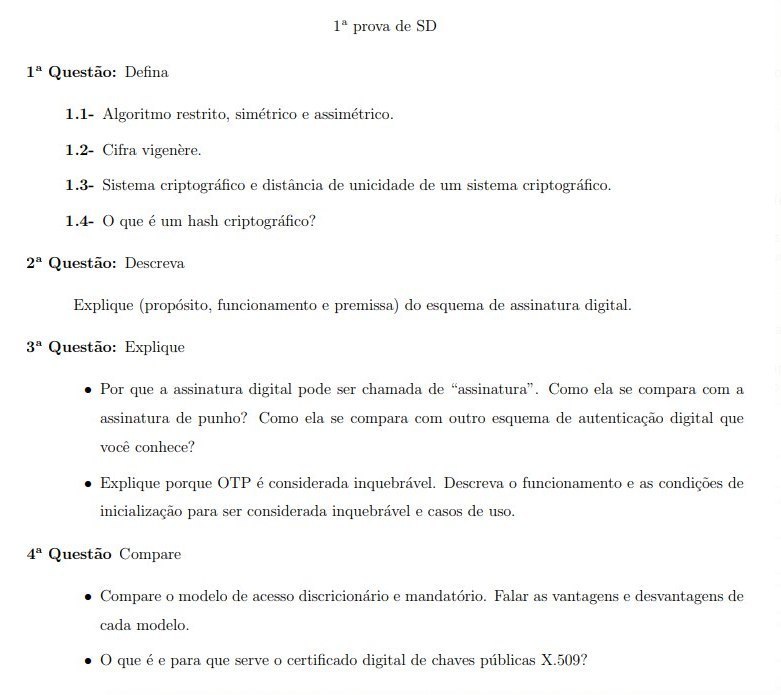 1ª prova de SD
1ª Questão: Defina
1.1- Algoritmo restrito, simétrico e assimétrico.
1.2- Cifra vigenère.
1.3- Sistema criptográfico e distância de unicidade de um sistema criptográfico.
1.4- O que é um hash criptográfico?
2ª Questão: Descreva
Explique (propósito, funcionamento e premissa) do esquema de assinatura digital.
3ª Questão: Explique
• Por que a assinatura digital pode ser chamada de “assinatura”. Como ela se compara com a
assinatura de punho? Como ela se compara com outro esquema de autenticação digital que
você conhece?
• Explique porque OTP é considerada inquebrável. Descreva o funcionamento e as condições de
inicialização para ser considerada inquebrável e casos de uso.
4ª Questão Compare
• Compare o modelo de acesso discricionário e mandatório. Falar as vantagens e desvantagens de
cada modelo.
• O que é e para que serve o certificado digital de chaves públicas X.509?